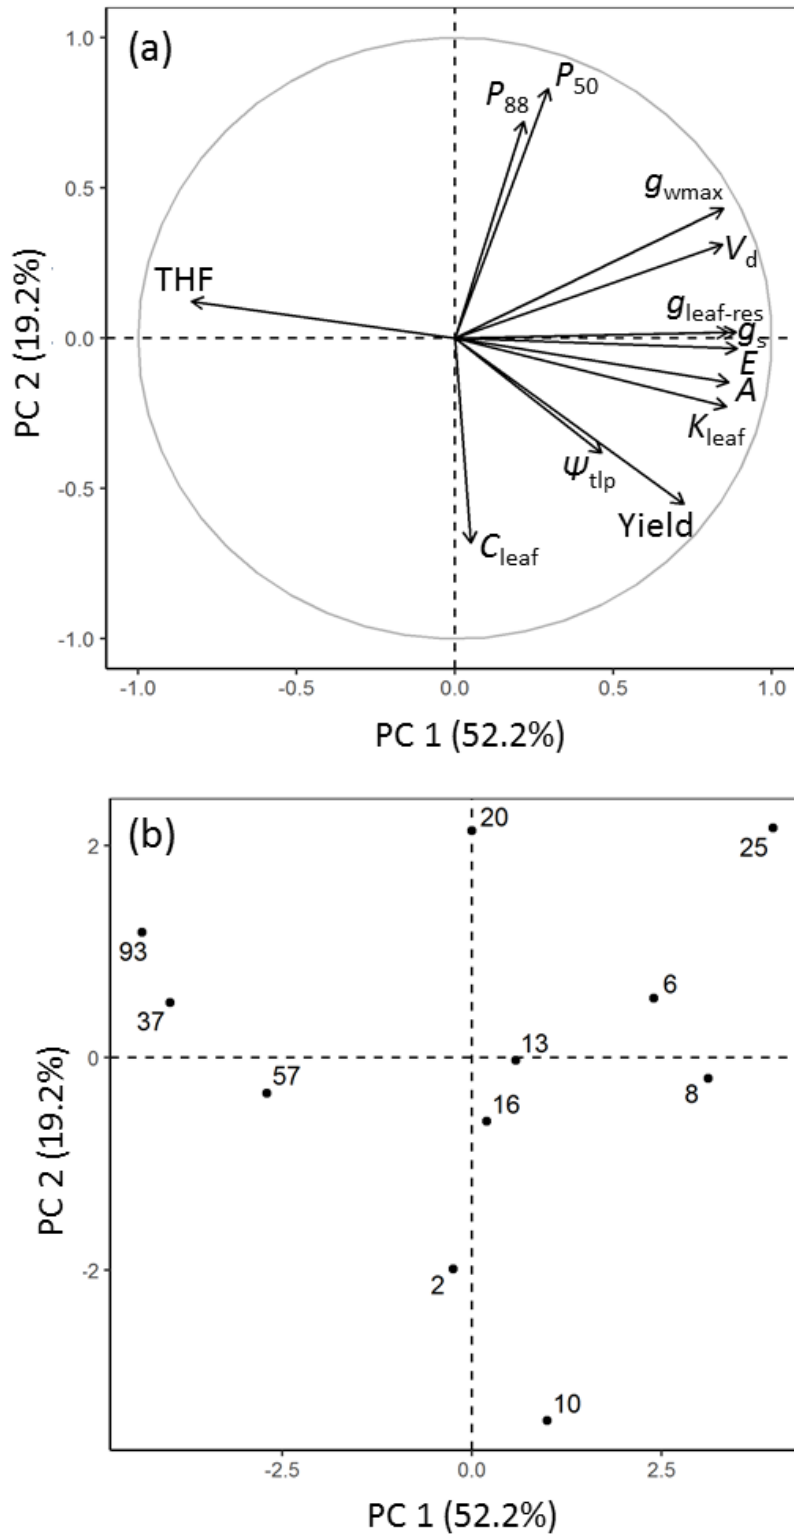 (a)
1.0
0.5
0.0
-0.5
-1.0
PC 2 (19.2%)
P88
P50
gwmax
Vd
THF
gleaf-res
gs
E
A
Kleaf
Ψtlp
Yield
Cleaf
-1.0 -0.5 0.0 0.5 1.0
PC 1 (52.2%)
(b)
2
0
-2
PC 2 (19.2%)
20
25
93
6
37
13
57
8
16
2
10
-2.5 0.0 2.5
PC 1 (52.2%)